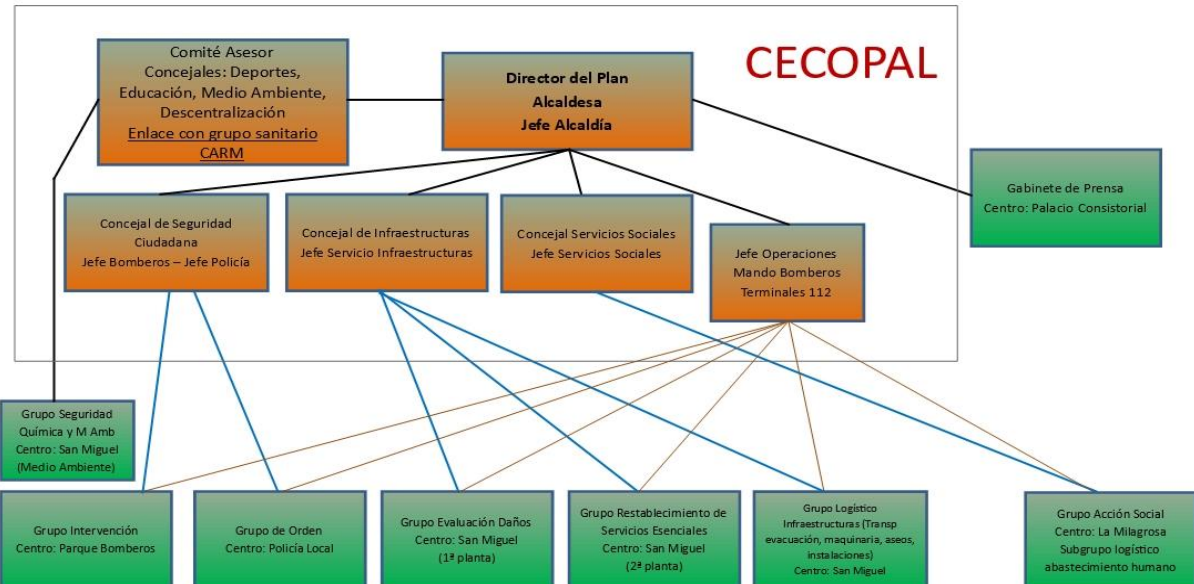 CECOPAL
Comité Asesor
Concejales: Deportes,
Educación, Medio Ambiente,
Descentralización
Enlace con grupo sanitario
CARM
Director del Plan
Alcaldesa
Jefe Alcaldía
Gabinete de Prensa
Centro: Palacio Consistorial
Concejal de Seguridad
Ciudadana
Jefe Bomberos – Jefe Policía
Concejal de Infraestructuras
Jefe Servicio Infraestructuras
Concejal Servicios Sociales
Jefe Servicios Sociales
Jefe Operaciones
Mando Bomberos
Terminales 112
Grupo Seguridad
Química y M Amb
Centro: San Miguel
(Medio Ambiente)
Grupo Intervención
Centro: Parque Bomberos
Grupo de Orden
Centro: Policía Local
Grupo Evaluación Daños
Centro: San Miguel
(1ª planta)
Grupo Restablecimiento de
Servicios Esenciales
Centro: San Miguel
(2ª planta)
Grupo Logístico
Infraestructuras (Transp
evacuación, maquinaria, aseos,
instalaciones)
Centro: San Miguel
Grupo Acción Social
Centro: La Milagrosa
Subgrupo logístico
abastecimiento humano